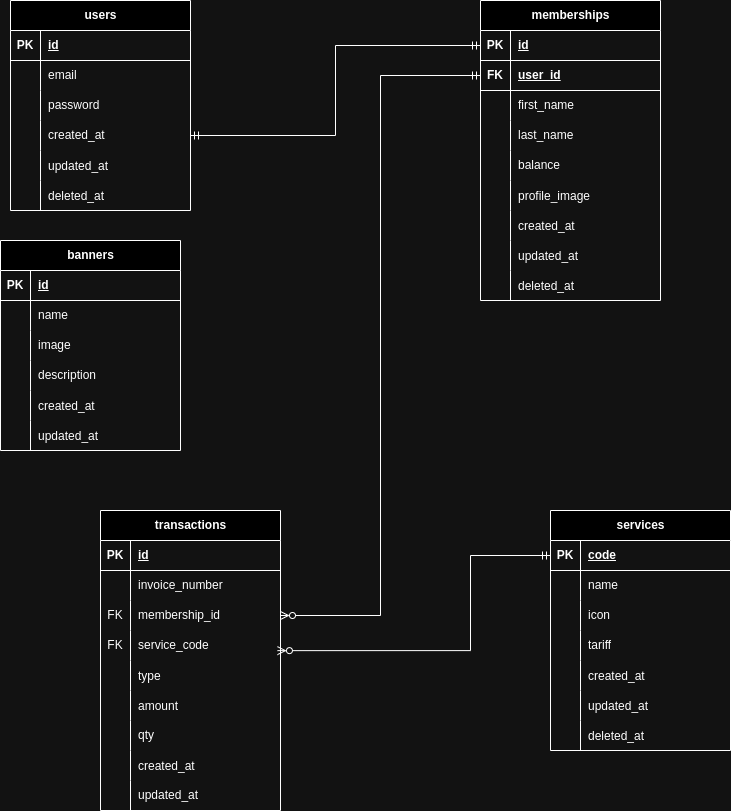 users
PK id
email
password
created_at
updated_at
deleted_at
memberships
PK id
FK user_id
first_name
last_name
balance
profile_image
created_at
updated_at
deleted_at
banners
PK id
name
image
description
created_at
updated_at
transactions
PK id
invoice_number
FK membership_id
FK service_code
type
amount
qty
created_at
updated_at
services
PK code
name
icon
tariff
created_at
updated_at
deleted_at